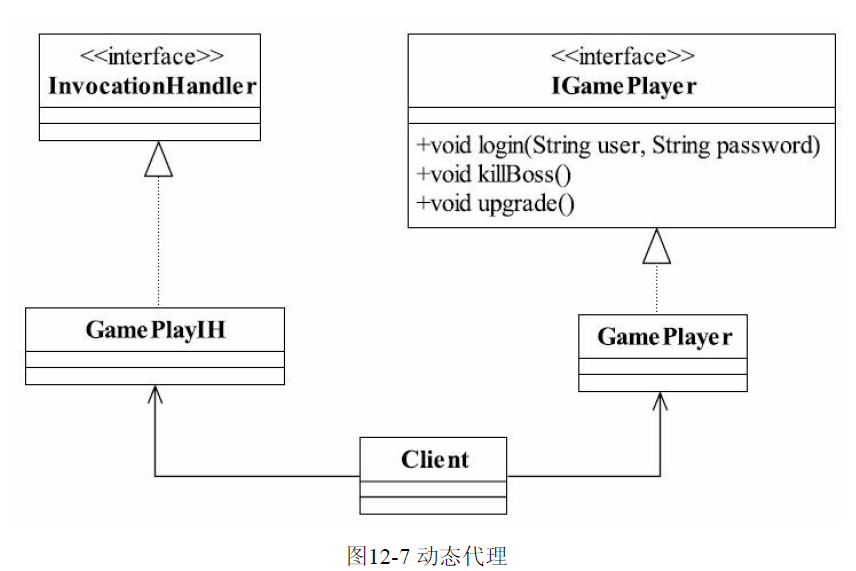 <<interface>>
InvocationHandler
<<interface>>
IGamePlayer
+void login(String user, String password)
+void killBoss()
+void upgrade()
GamePlayIH
GamePlayer
Client
图12-7 动态代理